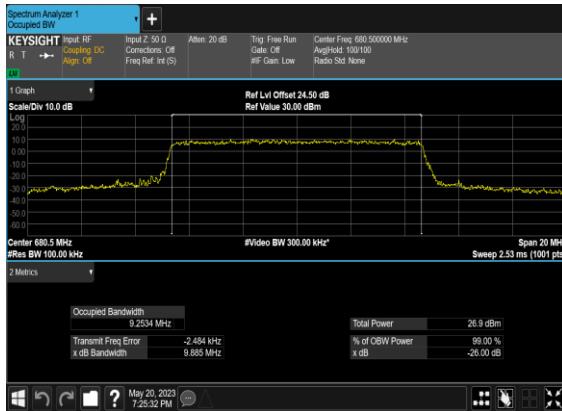 Spectrum Analyzer 1
Occupied BW
+
KEYSIGHT Input: RF Input Z: 50 Ω Atten: 20 dB Trig: Free Run Center Freq: 680.500000 MHz
R T Coupling: DC Corrections: Off Gate: Off Avg|Hold: 100/100
Align: Off Freq Ref: Int (S) #IF Gain: Low Radio Std: None
1 Graph
Ref Lvl Offset 24.50 dB
Scale/Div 10.0 dB Ref Value 30.00 dBm
Log
20.0
10.0
0.00
-10.0
-20.0
-30.0
-40.0
-50.0
-60.0
Center 680.5 MHz #Video BW 300.00 kHz* Span 20 MH
#Res BW 100.00 kHz Sweep 2.53 ms (1001 pts
2 Metrics
Occupied Bandwidth
9.2534 MHz Total Power 26.9 dBm
Transmit Freq Error -2.484 kHz % of OBW Power 99.00 %
x dB Bandwidth 9.885 MHz x dB -26.00 dB
? May 20, 2023
7:25:32 PM